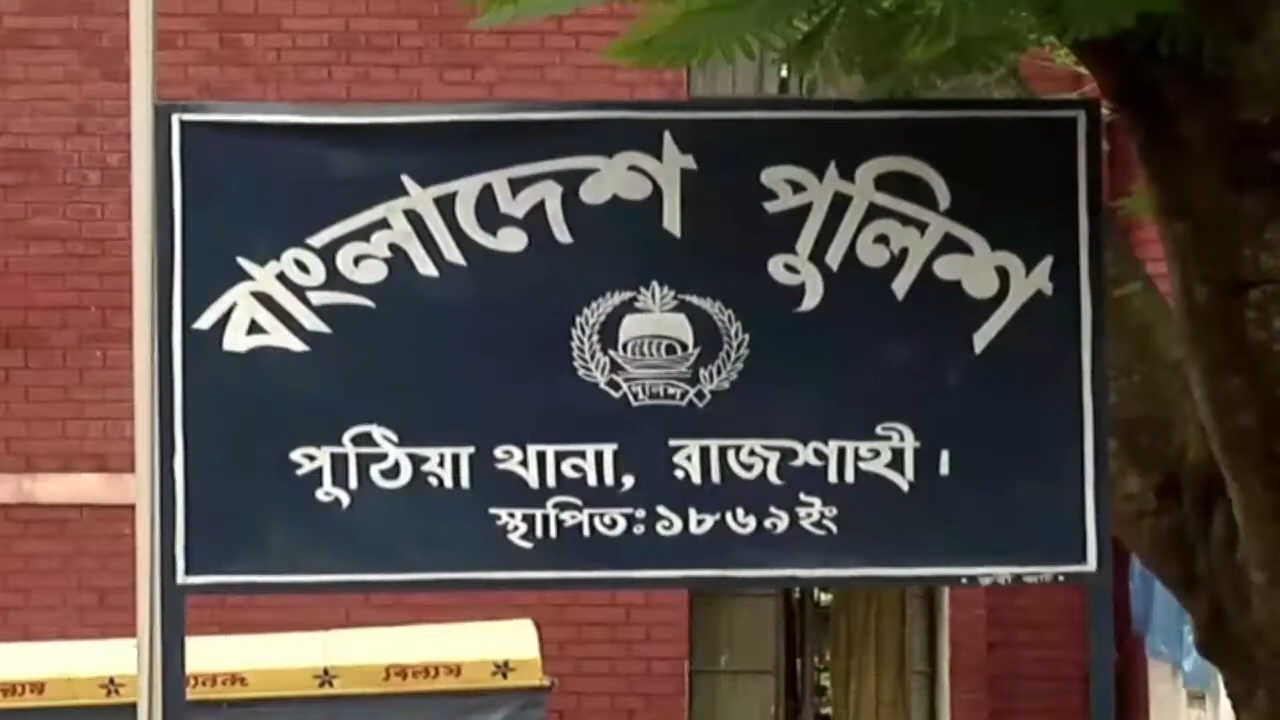 বাংলাদেশ পুলিশ
পুলিশ
পুঠিয়া থানা, রাজশাহী।
স্থাপিত: ১৮৬৯ ইং
বিলাস